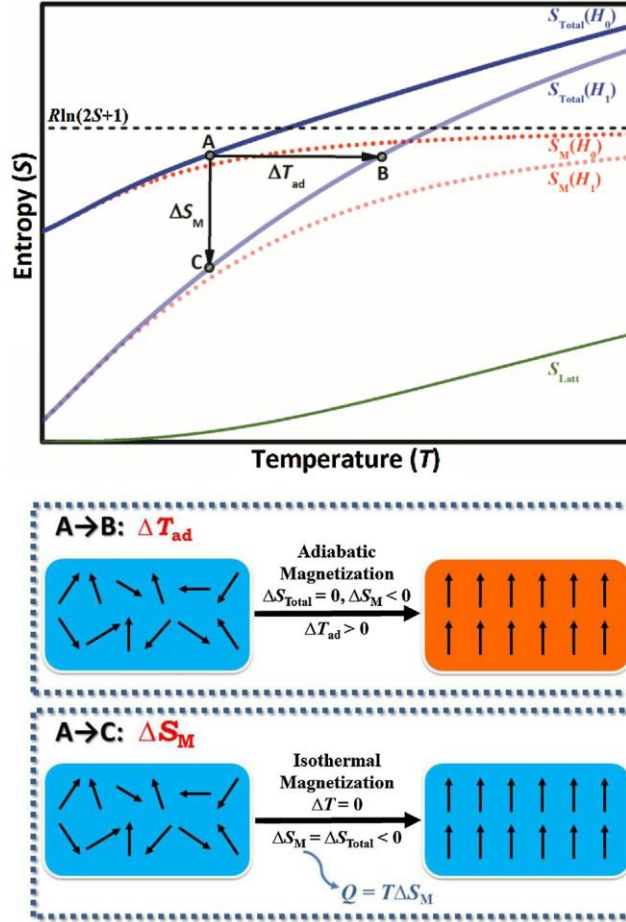 S_Total(H_0)
S_Total(H_1)
Rln(2S+1)
A
ΔT_ad
B
S_M(H_0)
S_M(H_1)
ΔS_M
C
S_Latt
Entropy (S)
Temperature (T)
A→B: ΔT_ad
Adiabatic
Magnetization
ΔS_Total = 0, ΔS_M < 0
ΔT_ad > 0
A→C: ΔS_M
Isothermal
Magnetization
ΔT = 0
ΔS_M = ΔS_Total < 0
Q = TΔS_M